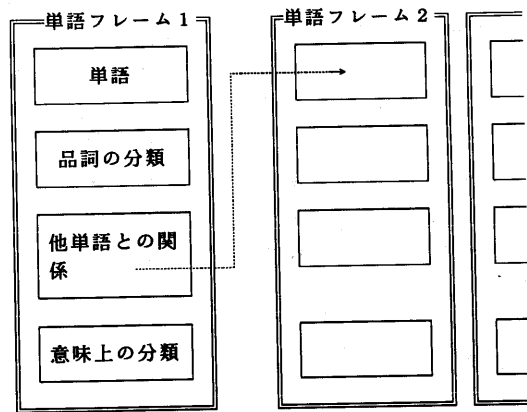 単語フレーム1
単語フレーム2
単語
品詞の分類
他単語との関
係
意味上の分類